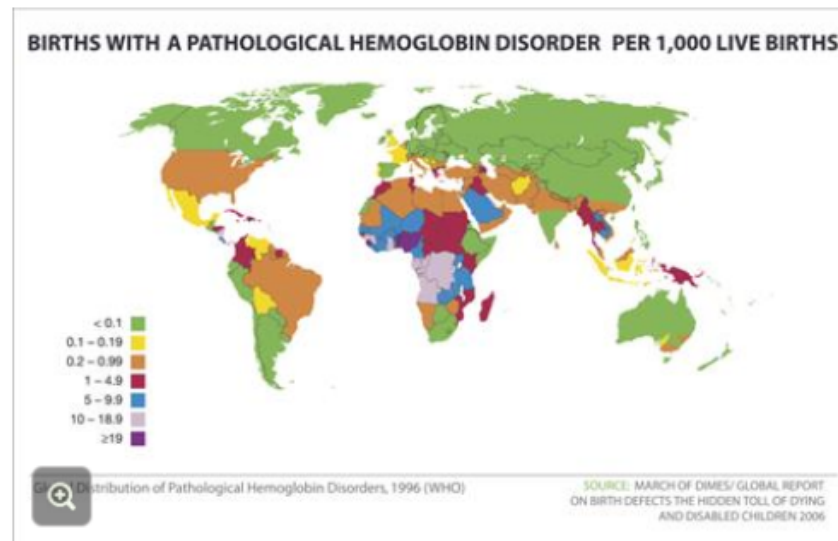 BIRTHS WITH A PATHOLOGICAL HEMOGLOBIN DISORDER PER 1,000 LIVE BIRTHS
< 0.1
0.1 – 0.19
0.2 – 0.99
1 – 4.9
5 – 9.9
10 – 18.9
≥19
Distribution of Pathological Hemoglobin Disorders, 1996 (WHO)
SOURCE: MARCH OF DIMES/ GLOBAL REPORT
ON BIRTH DEFECTS THE HIDDEN TOLL OF DYING
AND DISABLED CHILDREN 2006